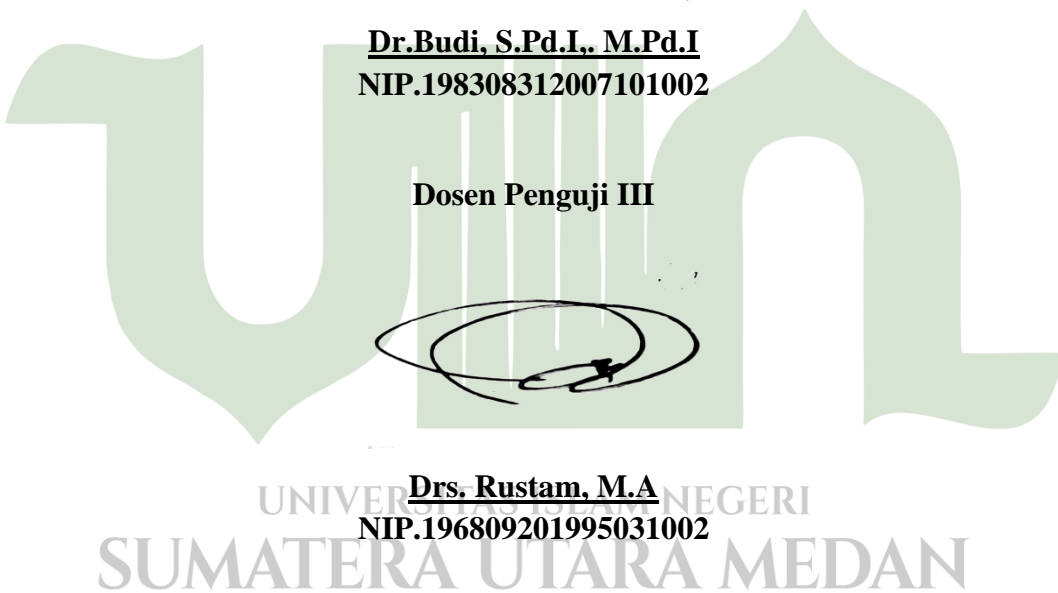 Dr.Budi, S.Pd.I,. M.Pd.I
NIP.198308312007101002
Dosen Penguji III
Drs. Rustam, M.A
UNIVERSITAS ISLAM NEGERI
NIP.196809201995031002
SUMATERA UTARA MEDAN